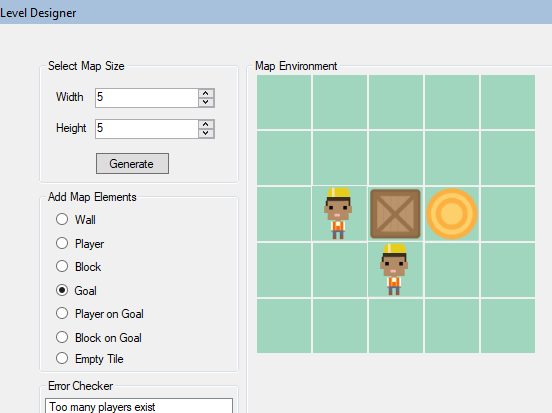 Level Designer
Select Map Size
Width 5
Height 5
Generate
Add Map Elements
Wall
Player
Block
Goal
Player on Goal
Block on Goal
Empty Tile
Error Checker
Too many players exist
Map Environment